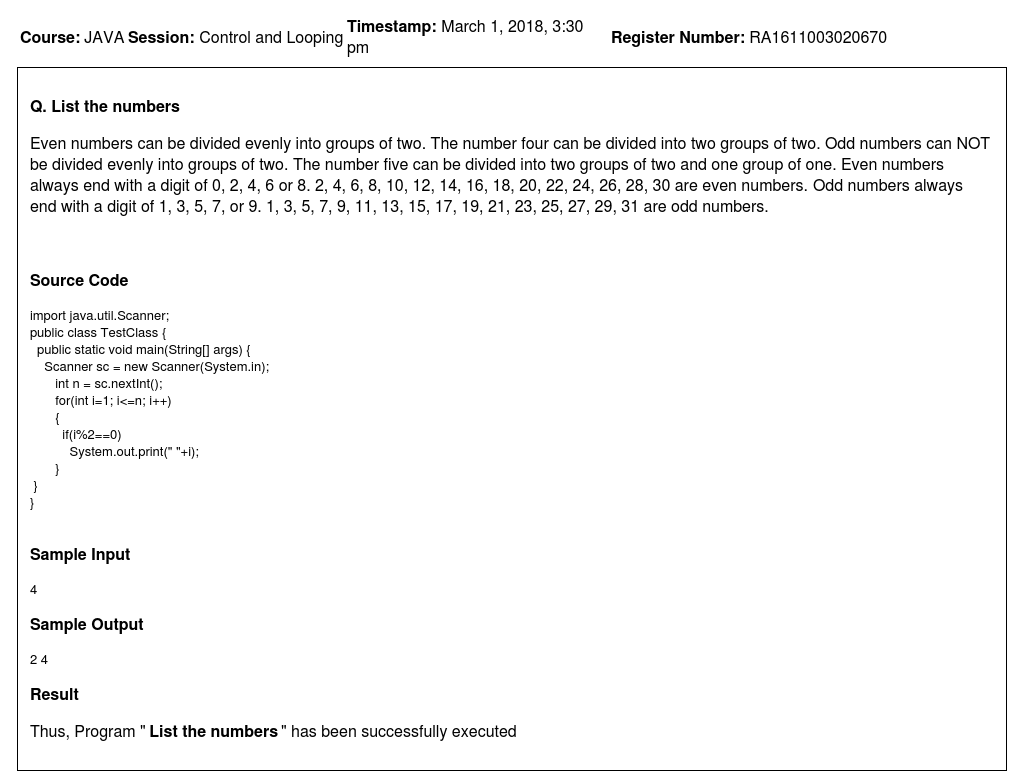 Course: JAVA Session: Control and Looping Timestamp: March 1, 2018, 3:30 pm Register Number: RA1611003020670
Q. List the numbers
Even numbers can be divided evenly into groups of two. The number four can be divided into two groups of two. Odd numbers can NOT
be divided evenly into groups of two. The number five can be divided into two groups of two and one group of one. Even numbers
always end with a digit of 0, 2, 4, 6 or 8. 2, 4, 6, 8, 10, 12, 14, 16, 18, 20, 22, 24, 26, 28, 30 are even numbers. Odd numbers always
end with a digit of 1, 3, 5, 7, or 9. 1, 3, 5, 7, 9, 11, 13, 15, 17, 19, 21, 23, 25, 27, 29, 31 are odd numbers.
Source Code
import java.util.Scanner;
public class TestClass {
public static void main(String[] args) {
Scanner sc = new Scanner(System.in);
int n = sc.nextInt();
for(int i=1; i<=n; i++)
{
if(i%2==0)
System.out.print(" "+i);
}
}
}
Sample Input
4
Sample Output
2 4
Result
Thus, Program " List the numbers " has been successfully executed